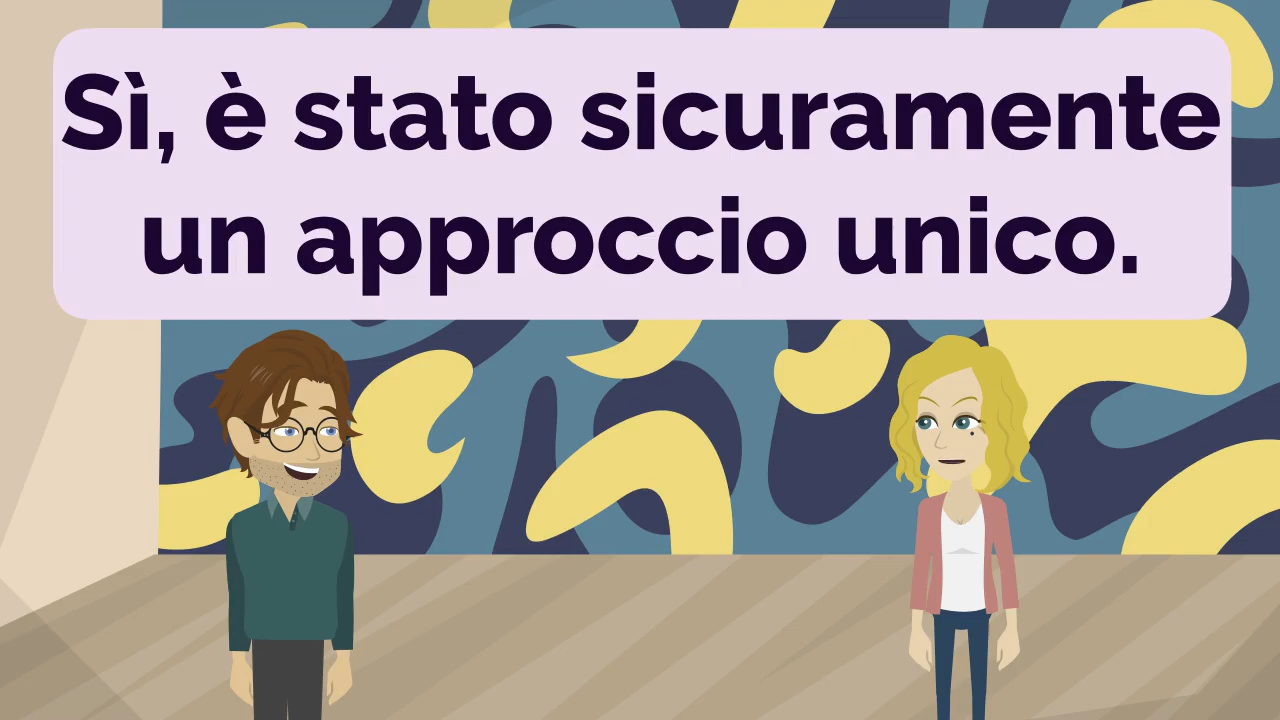 Sì, è stato sicuramente
un approccio unico.